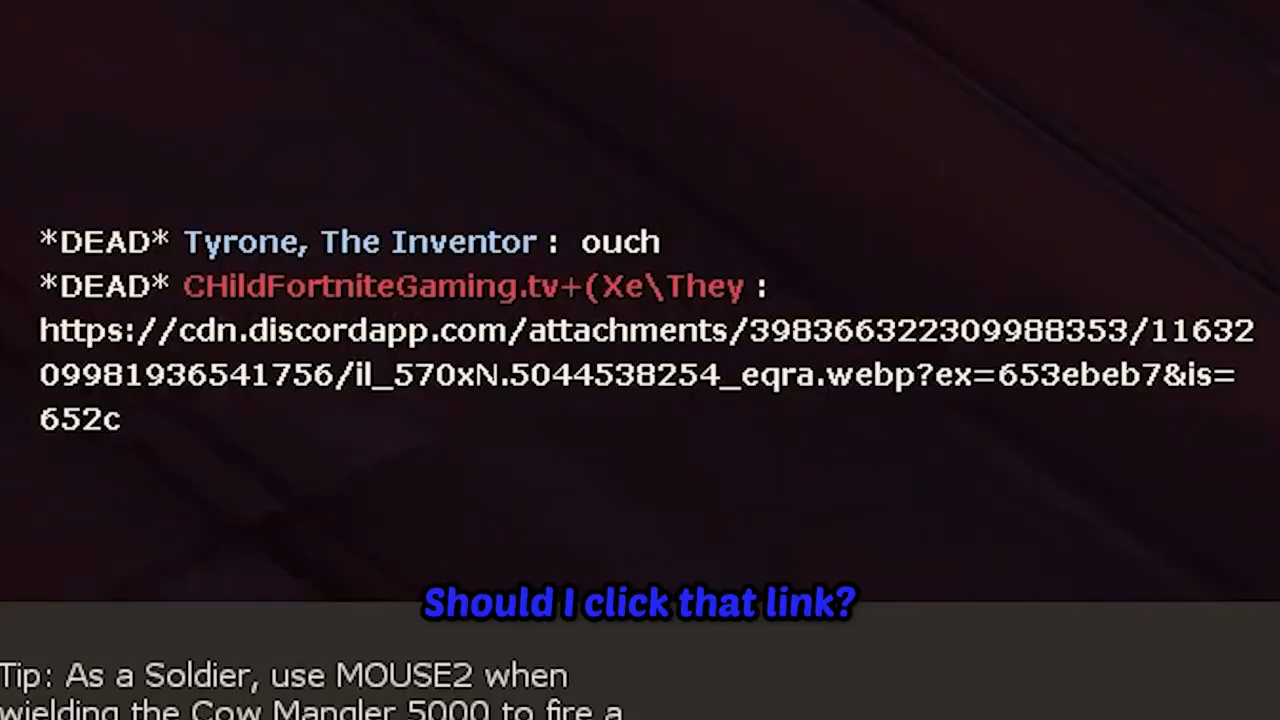 *DEAD* Tyrone, The Inventor :  ouch
*DEAD* CHildFortniteGaming.tv+(Xe\They :
https://cdn.discordapp.com/attachments/398366322309988353/11632
09981936541756/il_570xN.5044538254_eqra.webp?ex=653ebeb7&is=
652c
Should I click that link?
Tip: As a Soldier, use MOUSE2 when
wielding the Cow Mangler 5000 to fire a